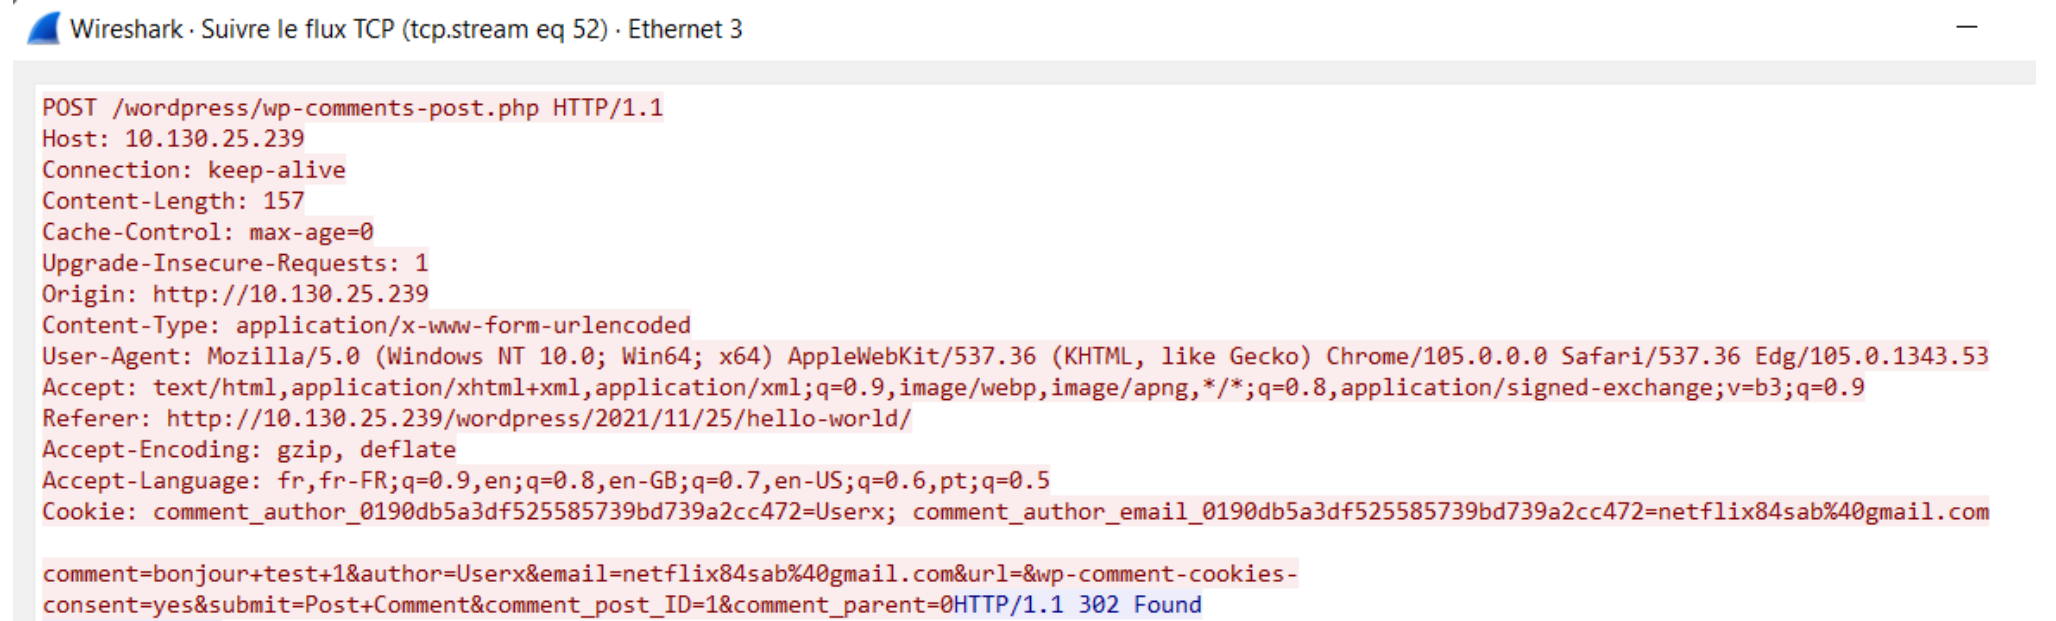 Wireshark · Suivre le flux TCP (tcp.stream eq 52) · Ethernet 3
POST /wordpress/wp-comments-post.php HTTP/1.1
Host: 10.130.25.239
Connection: keep-alive
Content-Length: 157
Cache-Control: max-age=0
Upgrade-Insecure-Requests: 1
Origin: http://10.130.25.239
Content-Type: application/x-www-form-urlencoded
User-Agent: Mozilla/5.0 (Windows NT 10.0; Win64; x64) AppleWebKit/537.36 (KHTML, like Gecko) Chrome/105.0.0.0 Safari/537.36 Edg/105.0.1343.53
Accept: text/html,application/xhtml+xml,application/xml;q=0.9,image/webp,image/apng,*/*;q=0.8,application/signed-exchange;v=b3;q=0.9
Referer: http://10.130.25.239/wordpress/2021/11/25/hello-world/
Accept-Encoding: gzip, deflate
Accept-Language: fr,fr-FR;q=0.9,en;q=0.8,en-GB;q=0.7,en-US;q=0.6,pt;q=0.5
Cookie: comment_author_0190db5a3df525585739bd739a2cc472=Userx; comment_author_email_0190db5a3df525585739bd739a2cc472=netflix84sab%40gmail.com
comment=bonjour+test+1&author=Userx&email=netflix84sab%40gmail.com&url=&wp-comment-cookies-
consent=yes&submit=Post+Comment&comment_post_ID=1&comment_parent=0HTTP/1.1 302 Found